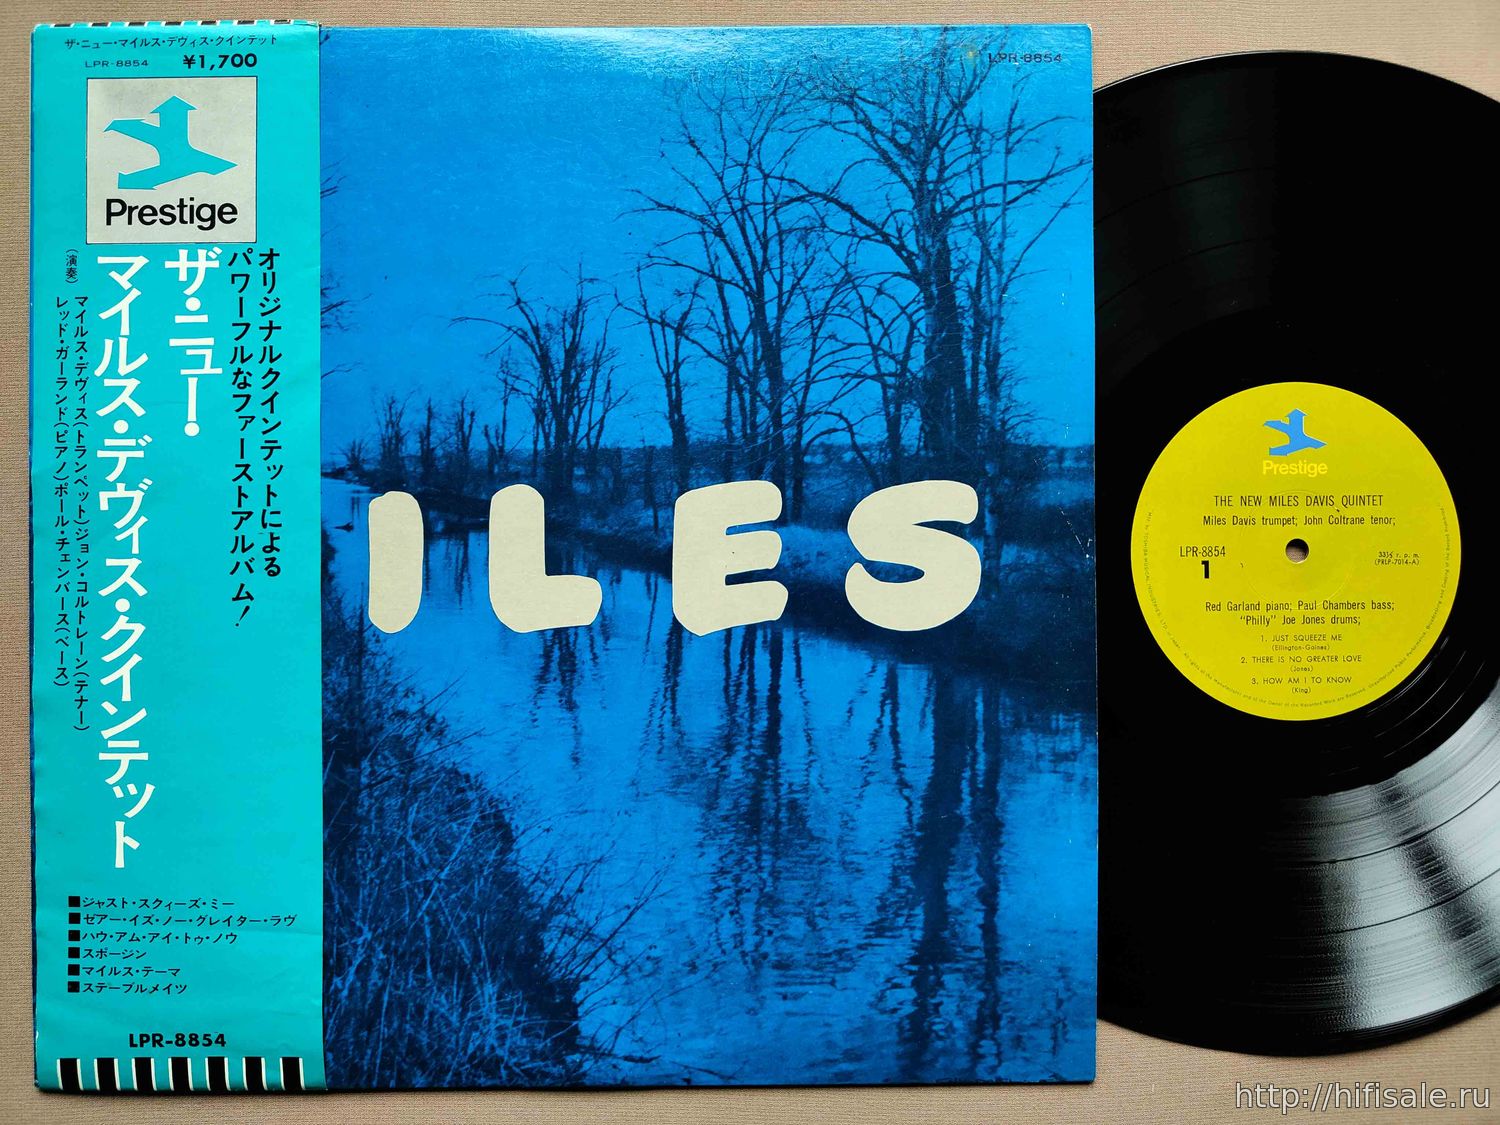 ザ・ニュー・マイルス・デヴィス・クインテット
LPR-8854 ¥1,700
Prestige
オリジナルクインテットによる
パワーフルなファーストアルバム!
ザ・ニュー・
マイルス・デヴィス・クインテット
(演奏)
マイルス・デヴィス(トランペット)ジョン・コルトレーン(テナー)
レッド・ガーランド(ピアノ)ポール・チェンバース(ベース)
■ジャスト・スクィーズ・ミー
■ゼアー・イズ・ノー・グレイター・ラヴ
■ハウ・アム・アイ・トゥ・ノウ
■スポージン
■マイルス・テーマ
■ステーブルメイツ
LPR-8854
LPR-8854
ILES
Prestige
THE NEW MILES DAVIS QUINTET
Miles Davis trumpet; John Coltrane tenor;
LPR-8854
1
33⅓ r. p. m.
(PRLP-7014-A)
Red Garland piano; Paul Chambers bass;
"Philly" Joe Jones drums;
1. JUST SQUEEZE ME
(Ellington-Gaines)
2. THERE IS NO GREATER LOVE
(Jones)
3. HOW AM I TO KNOW
(King)
http://hifisale.ru